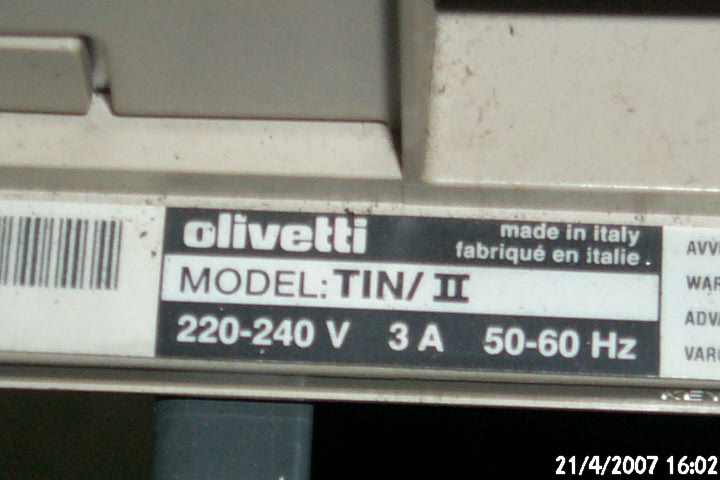 olivetti
made in italy
fabriqué en italie.
MODEL: TIN/ II
220-240 V 3 A 50-60 Hz
21/4/2007 16:02